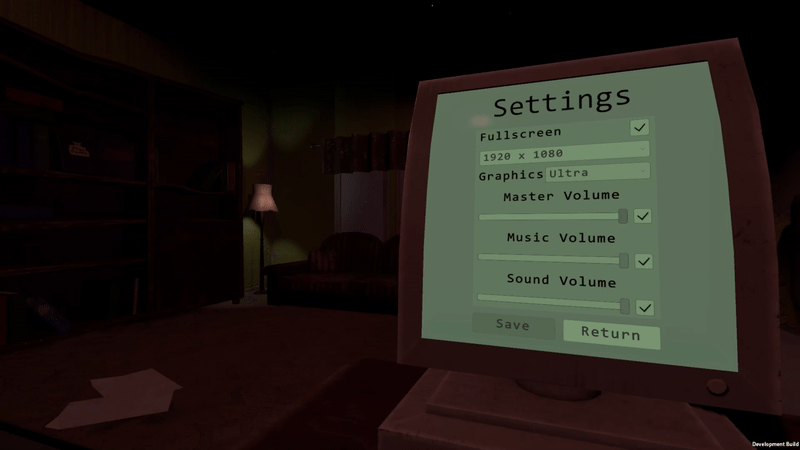 Settings
Fullscreen
1920 x 1080
Graphics Ultra
Master Volume
Music Volume
Sound Volume
Save
Return
Development Build